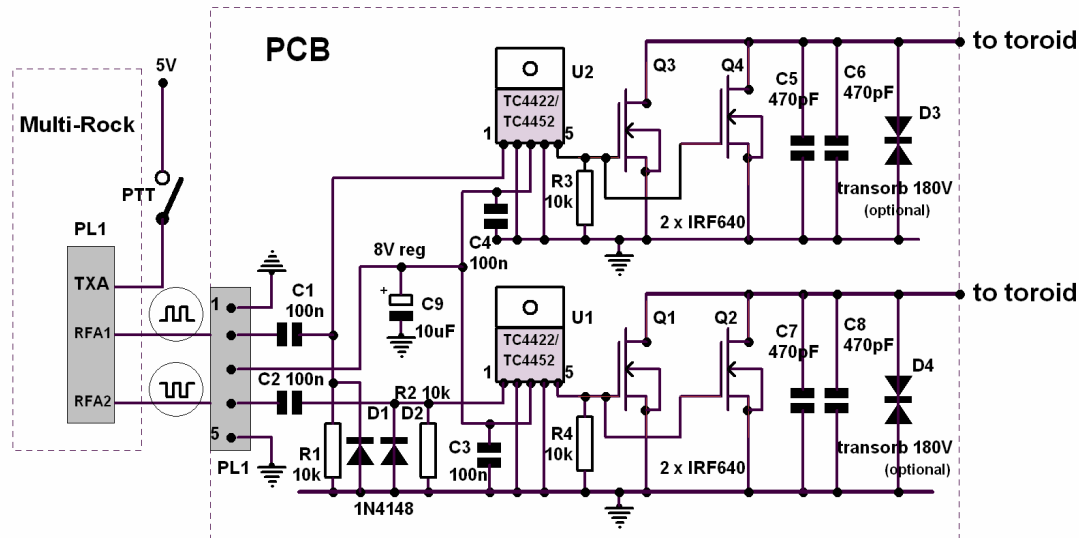 PCB
to toroid
5V
Multi-Rock
PTT
PL1
TXA
RFA1
RFA2
1
5
PL1
C1
100n
C2 100n
8V reg
+
C9
10uF
R1
10k
D1
D2
R2 10k
1N4148
U2
TC4422/
TC4452
1
5
C4
100n
R3
10k
Q3
Q4
2 x IRF640
C5
470pF
C6
470pF
D3
transorb 180V
(optional)
to toroid
U1
TC4422/
TC4452
1
5
C3
100n
R4
10k
Q1
Q2
2 x IRF640
C7
470pF
C8
470pF
D4
transorb 180V
(optional)